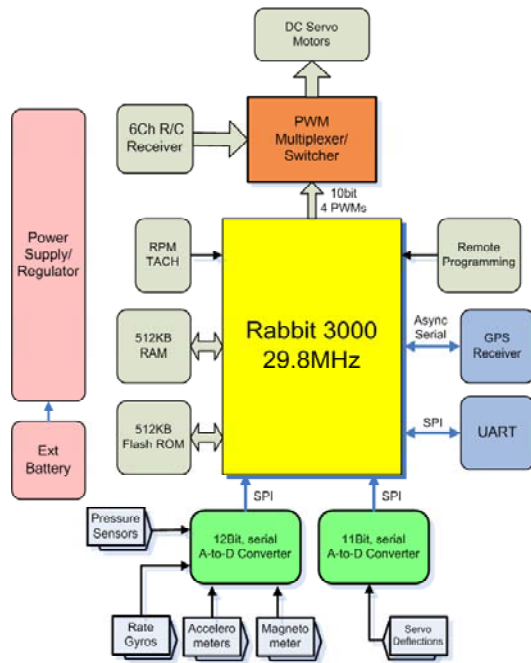 DC Servo
Motors
6Ch R/C
Receiver
PWM
Multiplexer/
Switcher
10bit
4 PWMs
Power
Supply/
Regulator
RPM
TACH
Remote
Programming
Rabbit 3000
29.8MHz
512KB
RAM
Async
Serial
GPS
Receiver
512KB
Flash ROM
SPI
UART
Ext
Battery
SPI
SPI
Pressure
Sensors
12Bit, serial
A-to-D Converter
11Bit, serial
A-to-D Converter
Rate
Gyros
Accelero
meters
Magneto
meter
Servo
Deflections